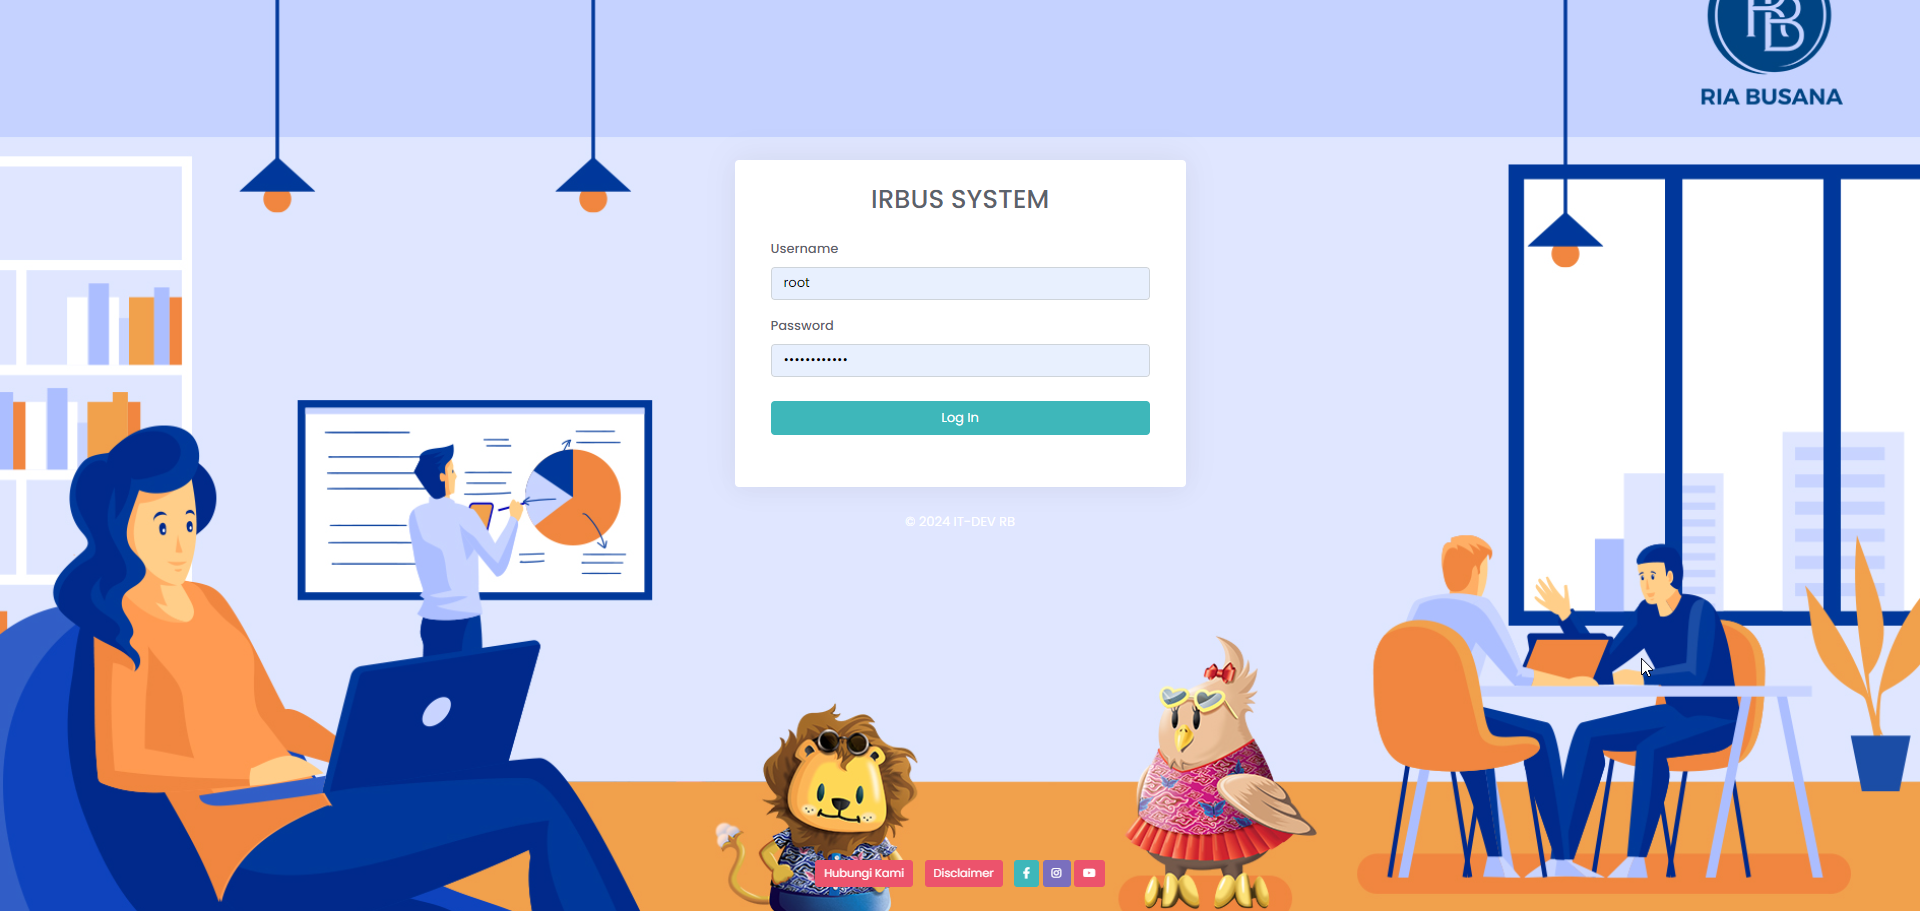 RB
RIA BUSANA
IRBUS SYSTEM
Username
root
Password
••••••••••••
Log In
© 2024 IT-DEV RB
Hubungi Kami
Disclaimer